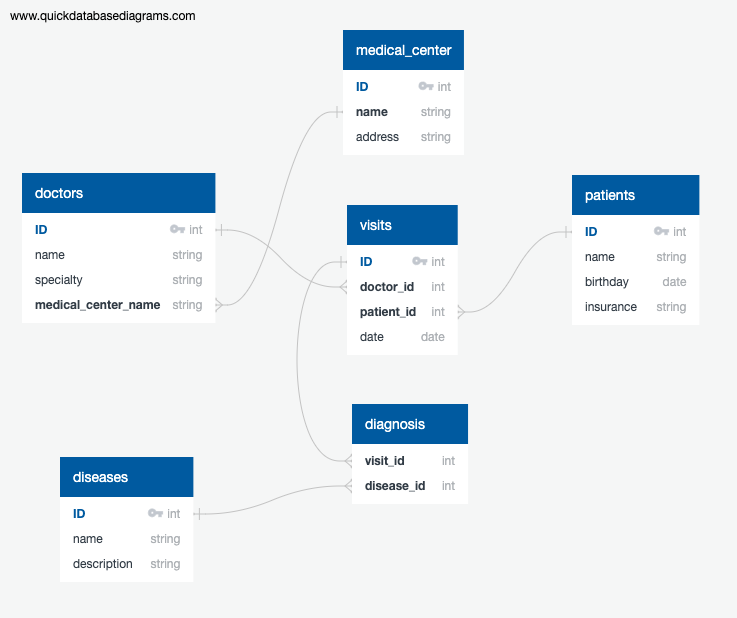 www.quickdatabasediagrams.com
medical_center
ID int
name string
address string
doctors
ID int
name string
specialty string
medical_center_name string
visits
ID int
doctor_id int
patient_id int
date date
patients
ID int
name string
birthday date
insurance string
diagnosis
visit_id int
disease_id int
diseases
ID int
name string
description string